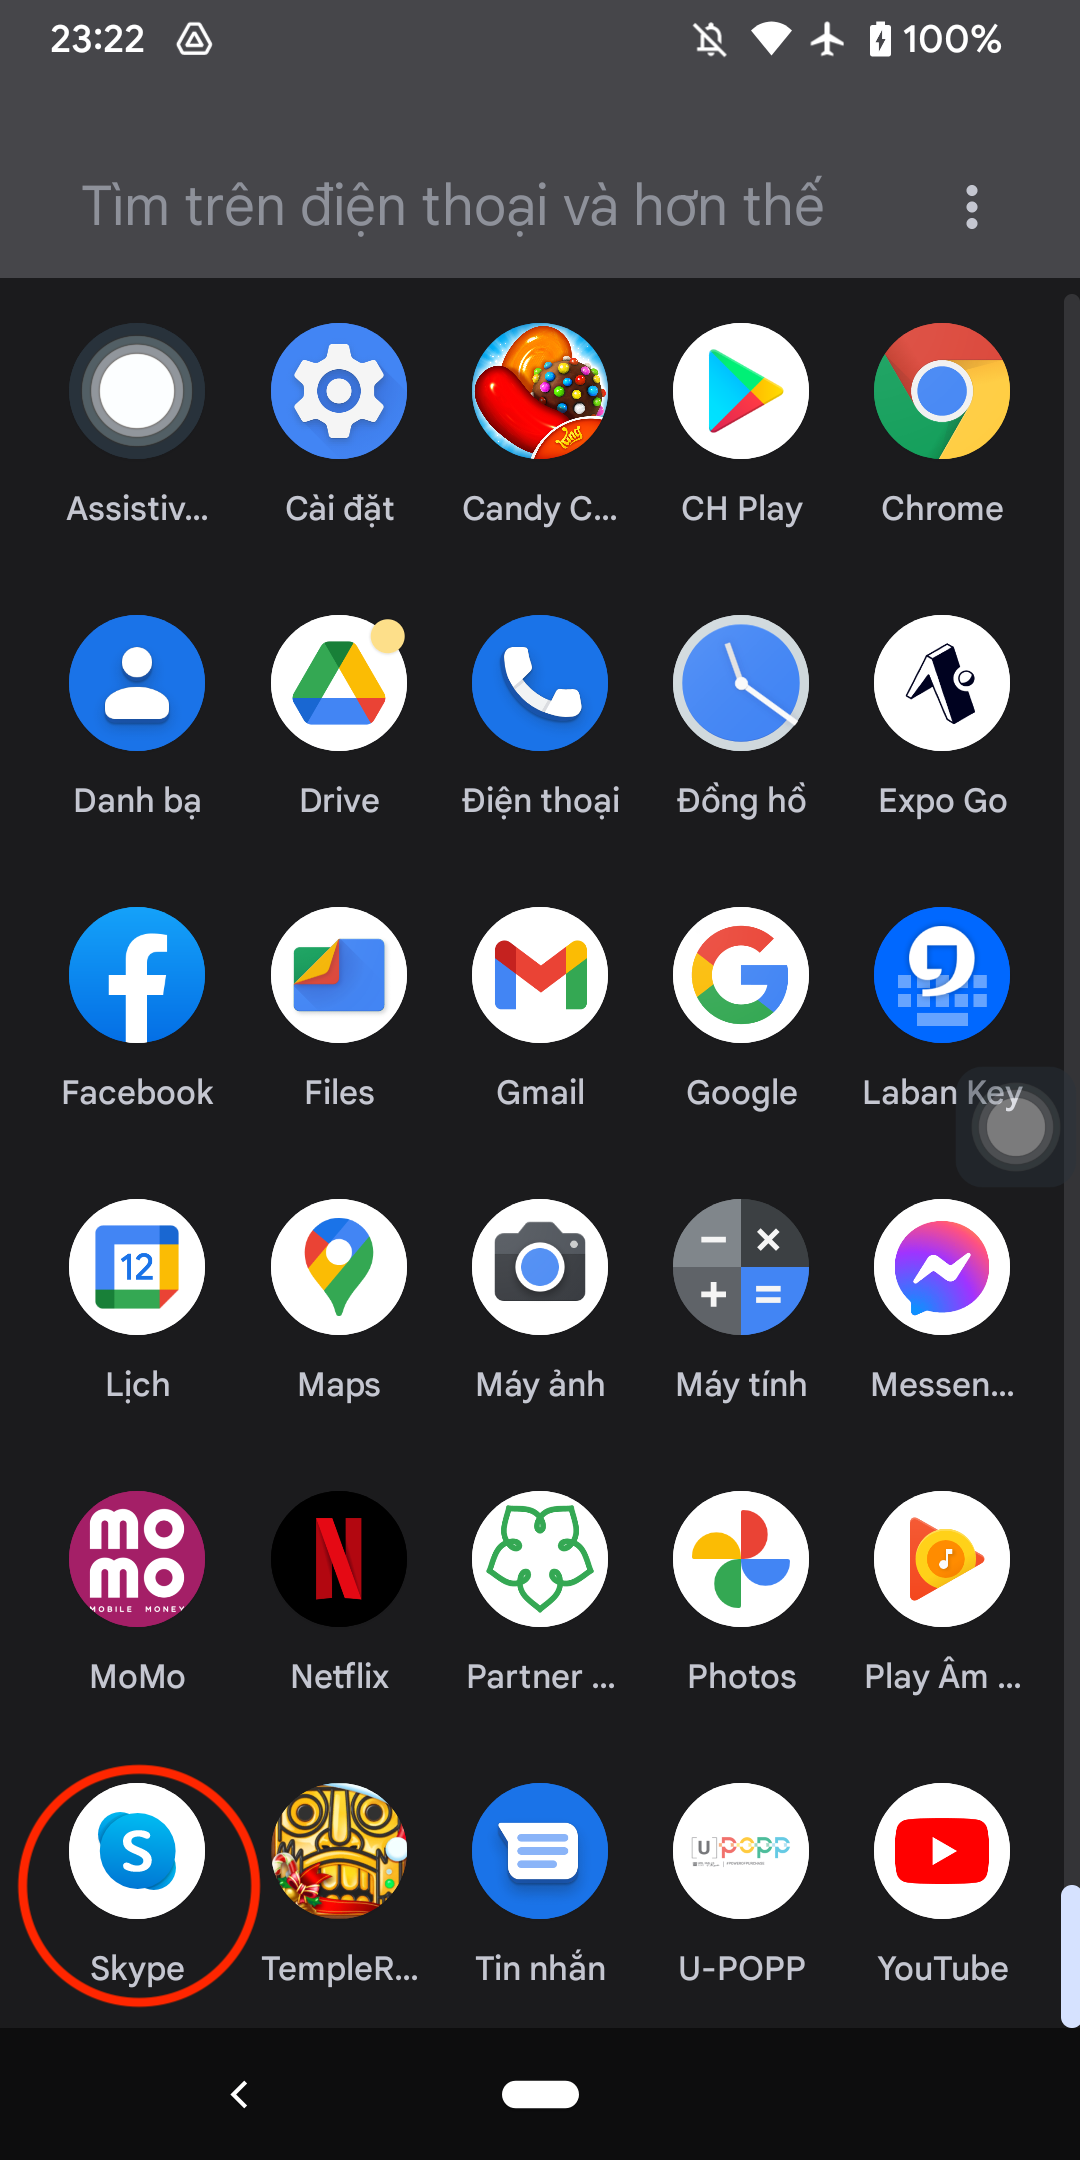 23:22 100%
Tìm trên điện thoại và hơn thế
Assistiv... Cài đặt Candy C... CH Play Chrome
Danh bạ Drive Điện thoại Đồng hồ Expo Go
Facebook Files Gmail Google Laban Key
12
Lịch Maps Máy ảnh Máy tính Messen...
mo
mo
MOBILE MONEY
MoMo Netflix Partner ... Photos Play Âm ...
[U]POPP
Skype TempleR... Tin nhắn U-POPP YouTube